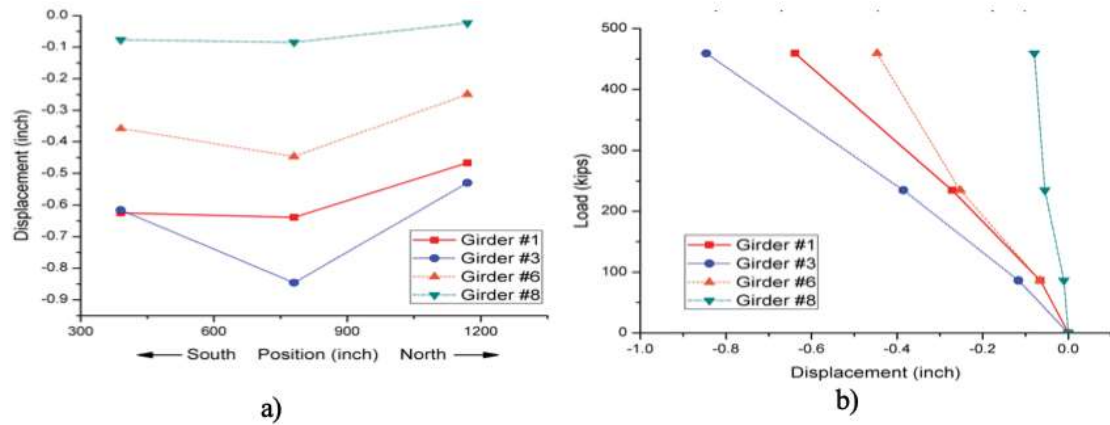 0.0
-0.1
-0.2
-0.3
-0.4
-0.5
-0.6
-0.7
-0.8
-0.9
Displacement (inch)
Girder #1
Girder #3
Girder #6
Girder #8
300 600 900 1200
South Position (inch) North
a)
500
400
300
200
100
0
Load (kips)
Girder #1
Girder #3
Girder #6
Girder #8
-1.0 -0.8 -0.6 -0.4 -0.2 0.0
Displacement (inch)
b)